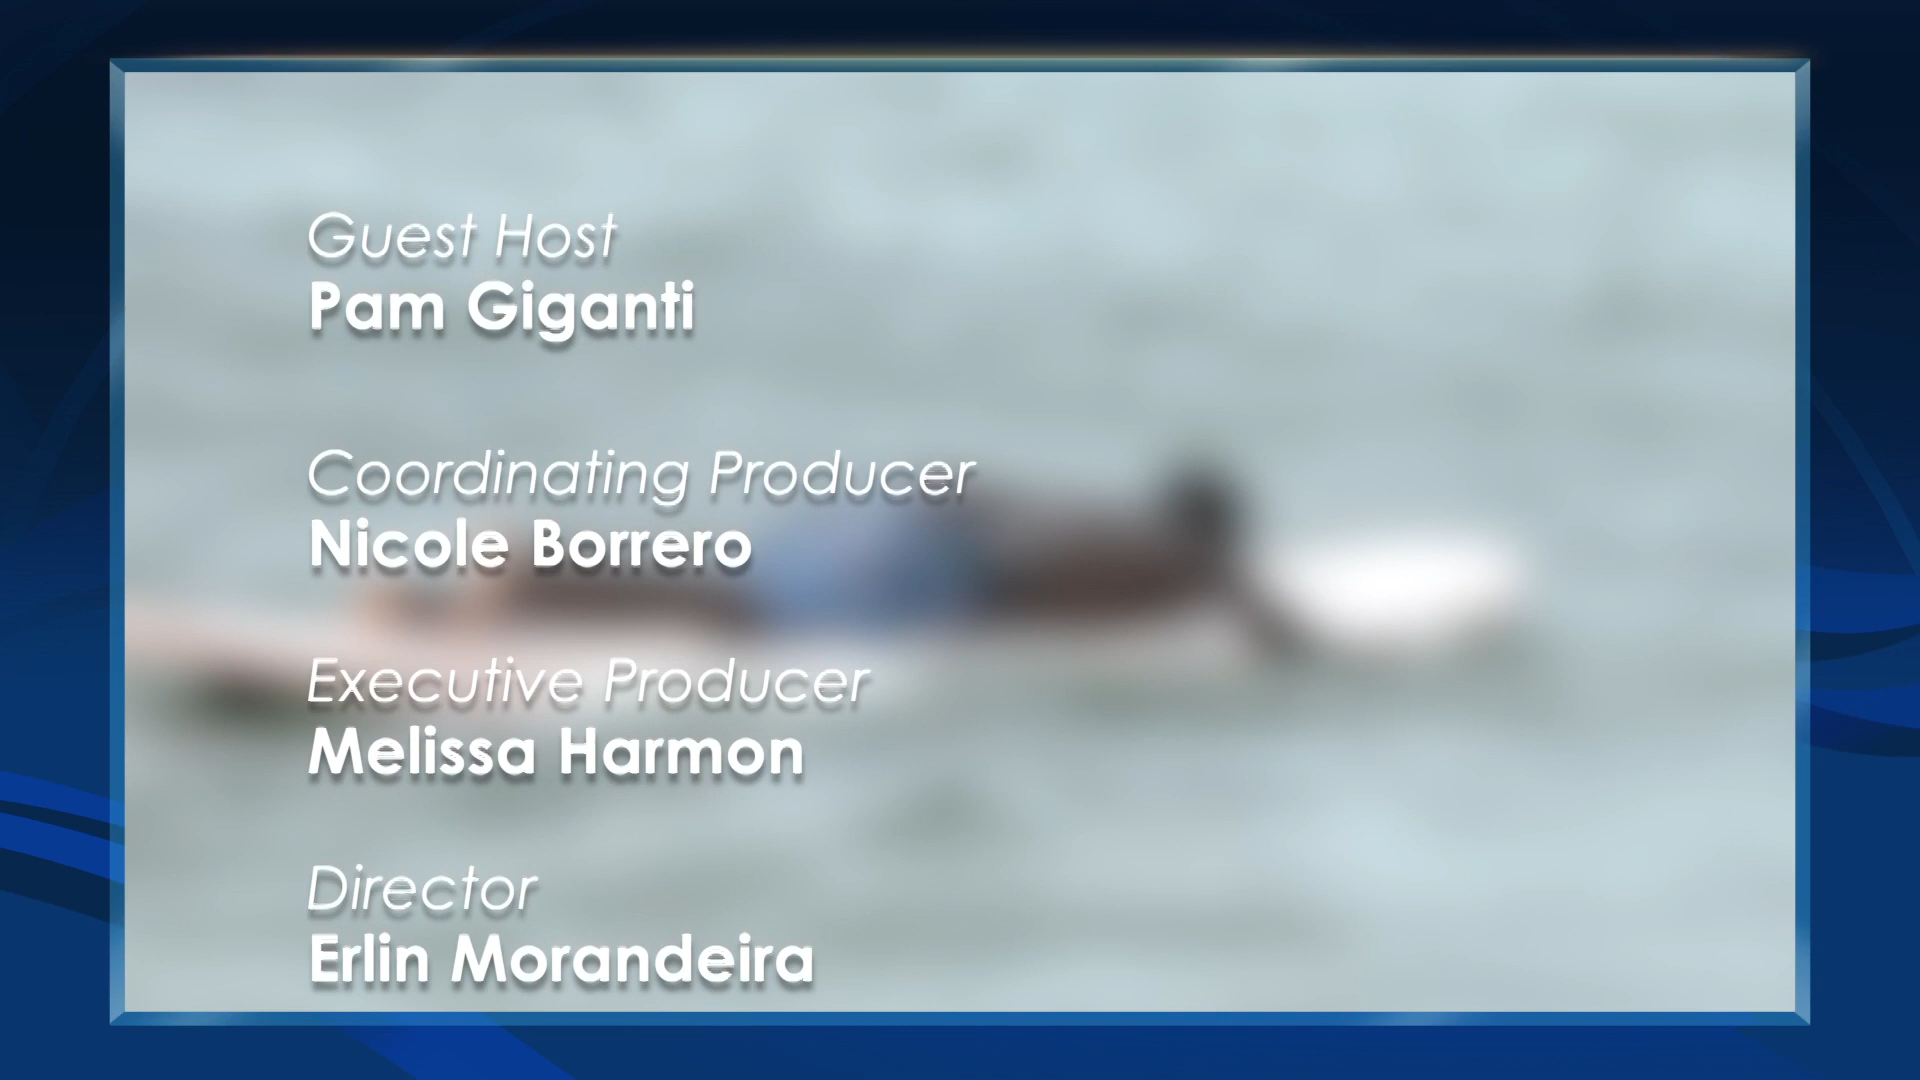 Guest Host
Pam Giganti
Coordinating Producer
Nicole Borrero
Executive Producer
Melissa Harmon
Director
Erlin Morandeira